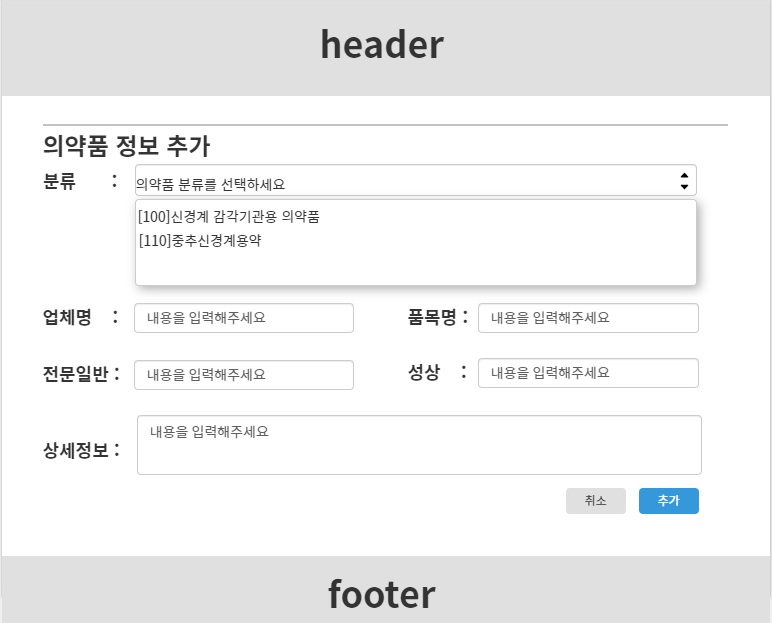 header
의약품 정보 추가
분류 : 의약품 분류를 선택하세요
[100]신경계 감각기관용 의약품
[110]중추신경계용약
업체명 : 내용을 입력해주세요 품목명 : 내용을 입력해주세요
전문일반 : 내용을 입력해주세요 성상 : 내용을 입력해주세요
상세정보 : 내용을 입력해주세요
취소 추가
footer